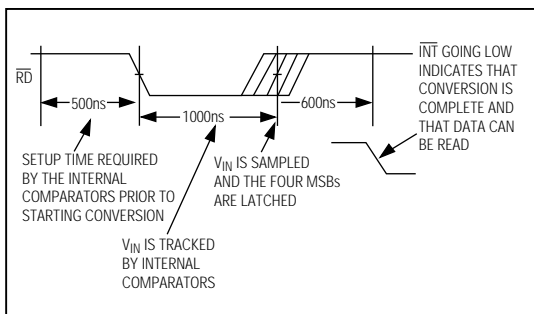 RD
500ns
1000ns
600ns
INT GOING LOW
INDICATES THAT
CONVERSION IS
COMPLETE AND
THAT DATA CAN
BE READ
SETUP TIME REQUIRED
BY THE INTERNAL
COMPARATORS PRIOR TO
STARTING CONVERSION
VIN IS SAMPLED
AND THE FOUR MSBs
ARE LATCHED
VIN IS TRACKED
BY INTERNAL
COMPARATORS